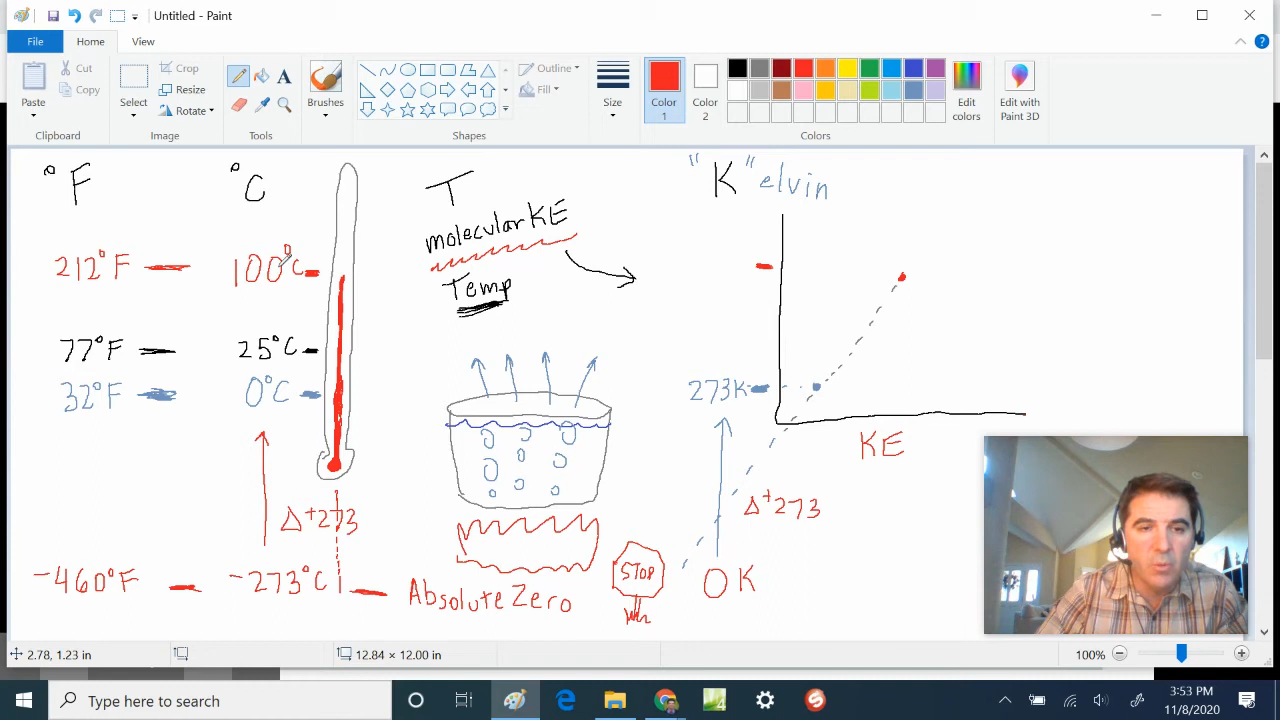 Untitled - Paint
File
Home
View
Paste
Cut
Copy
Clipboard
Select
Crop
Resize
Rotate
Image
A
Tools
Brushes
Outline
Fill
Shapes
Size
Color
1
Color
2
Edit
colors
Edit with
Paint 3D
Colors
°F
°C
T
"K"elvin
molecular KE
Temp
212°F
100°C
77°F
25°C
32°F
0°C
273K
KE
Δ+273
Δ+273
-460°F
-273°C
Absolute Zero
STOP
0 K
2.78, 1.23 in
12.84 × 12.00 in
100%
Type here to search
3:53 PM
11/8/2020